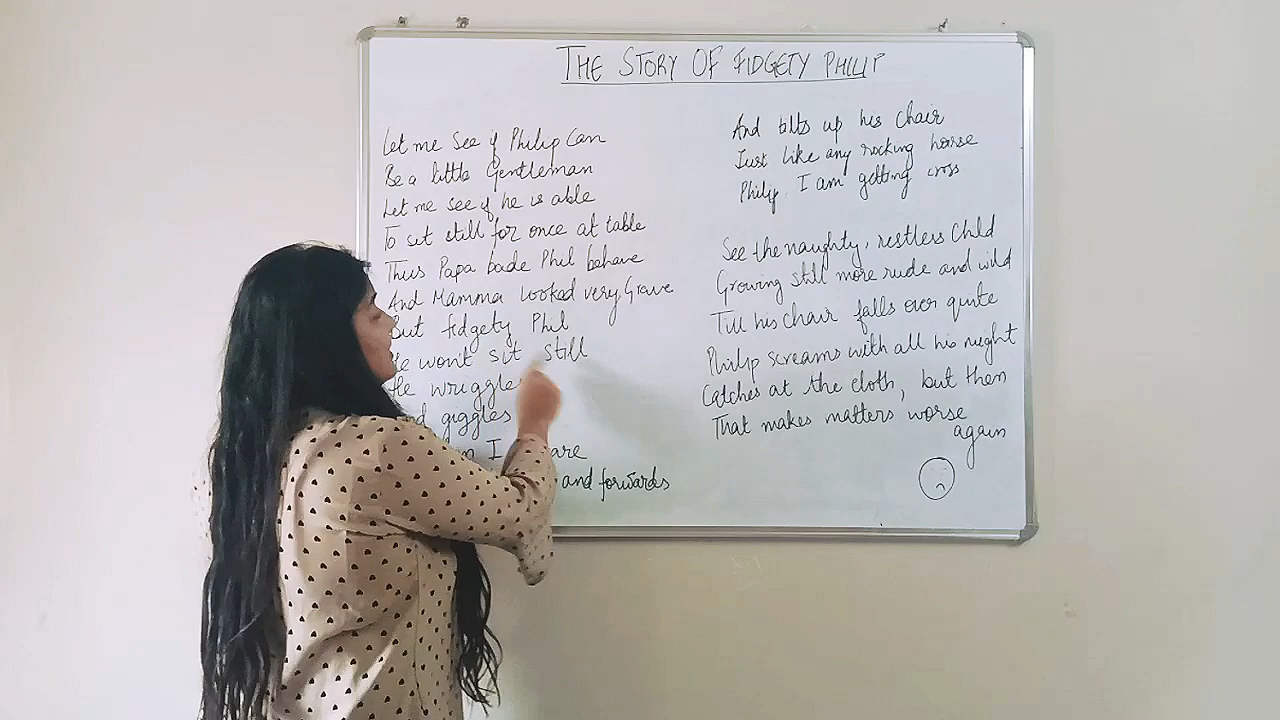 THE STORY OF FIDGETY PHILIP
Let me See if Philip Can
Be a little Gentleman
Let me see if he is able
To sit still for once at table
Thus Papa bade Phil behave
And Mamma looked very Grave
But fidgety Phil
He won't sit still
He wriggles
giggles
I
and forwards
And tilts up his chair
Just like any rocking horse
Philip I am getting cross
See the naughty, restless Child
Growing still more rude and wild
Till his chair falls over quite
Philip screams with all his might
Catches at the cloth, but then
That makes matters worse
again